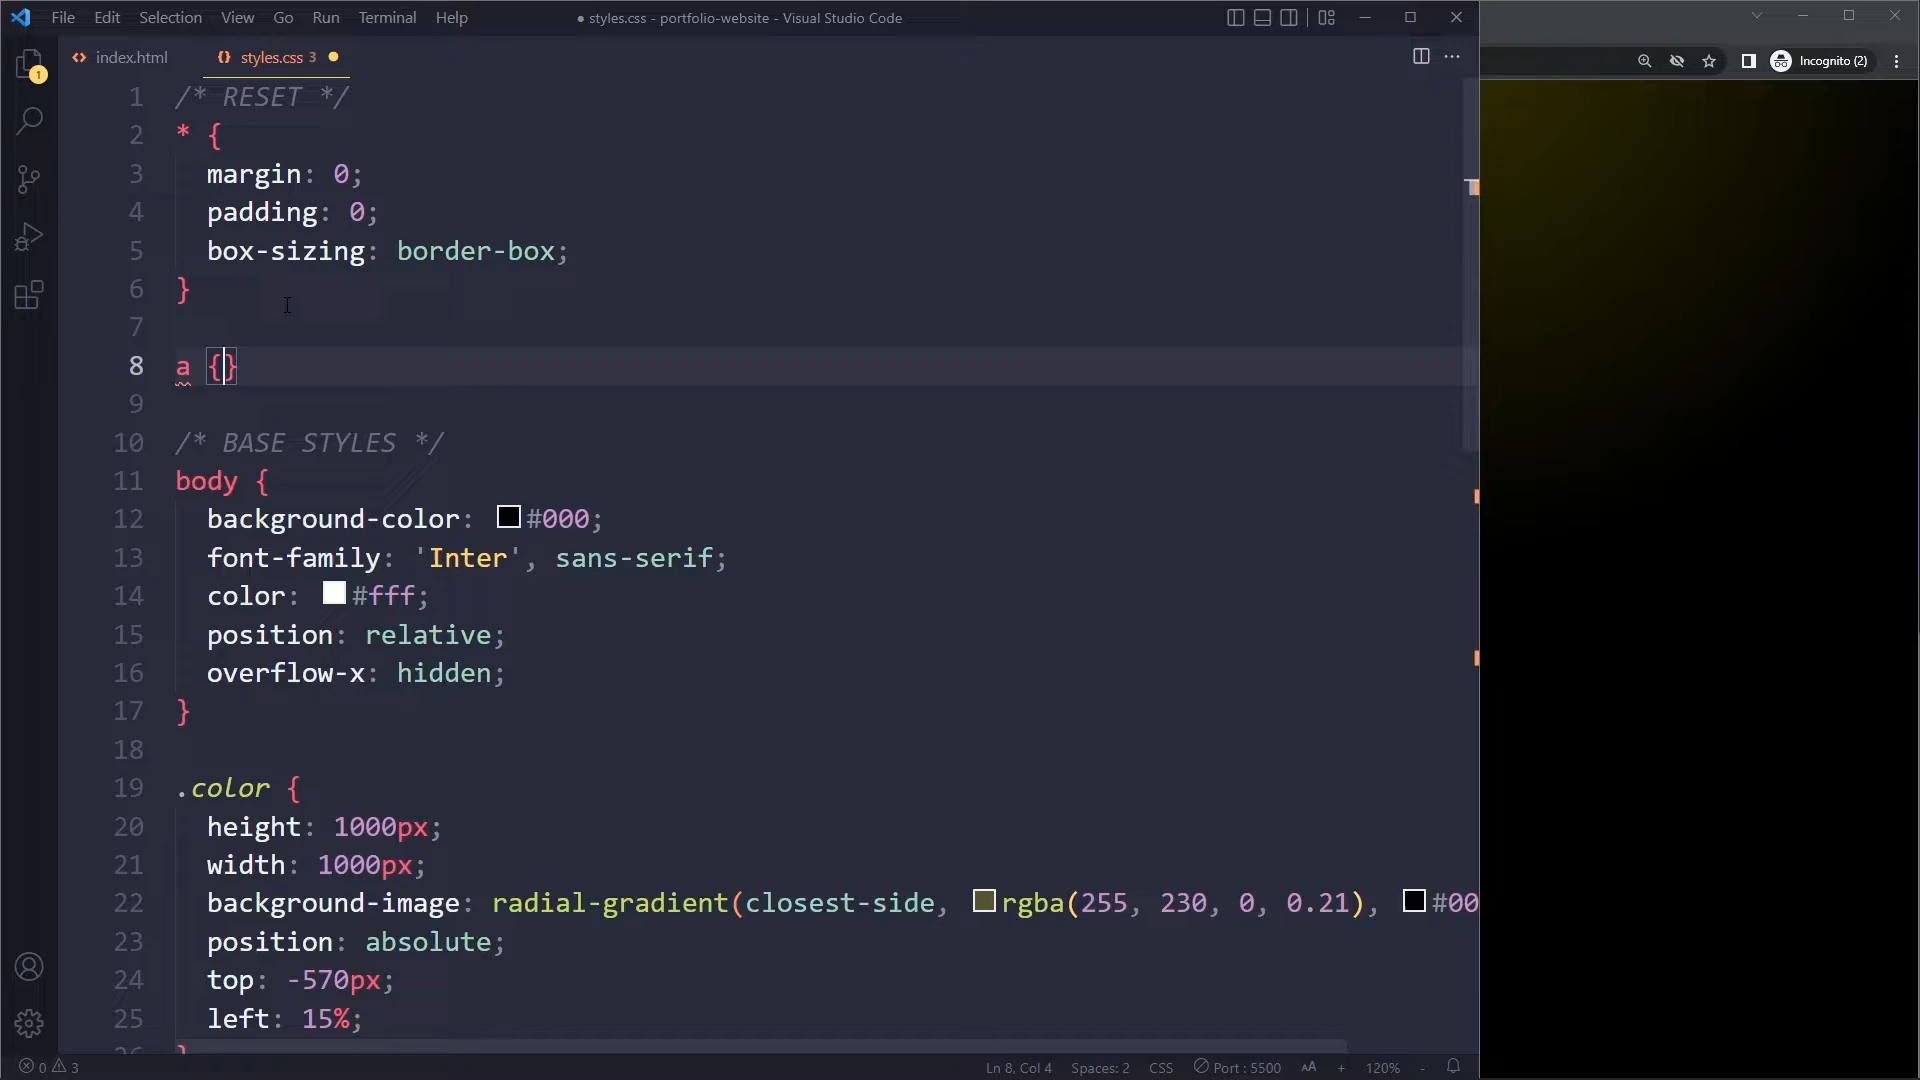 File Edit Selection View Go Run Terminal Help
● styles.css - portfolio-website - Visual Studio Code
index.html
{} styles.css 3
Incognito (2)
1
1 /* RESET */
2 * {
3 margin: 0;
4 padding: 0;
5 box-sizing: border-box;
6 }
7
8 a {}
9
10 /* BASE STYLES */
11 body {
12 background-color: #000;
13 font-family: 'Inter', sans-serif;
14 color: #fff;
15 position: relative;
16 overflow-x: hidden;
17 }
18
19 .color {
20 height: 1000px;
21 width: 1000px;
22 background-image: radial-gradient(closest-side, rgba(255, 230, 0, 0.21), #00
23 position: absolute;
24 top: -570px;
25 left: 15%;
26 }
0 3
Ln 8, Col 4 Spaces: 2 CSS Port : 5500 AA + 120% -